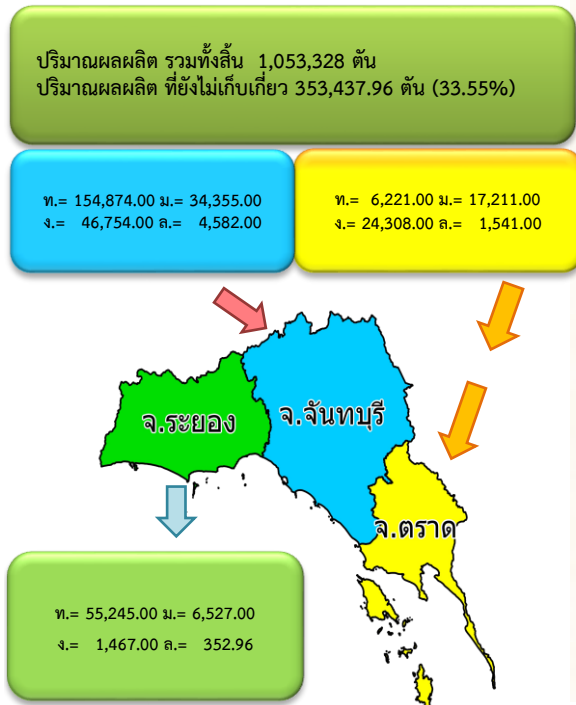 ปริมาณผลผลิต รวมทั้งสิ้น 1,053,328 ตัน
ปริมาณผลผลิต ที่ยังไม่เก็บเกี่ยว 353,437.96 ตัน (33.55%)
ท.= 154,874.00 ม.= 34,355.00
ง.= 46,754.00 ล.= 4,582.00
ท.= 6,221.00 ม.= 17,211.00
ง.= 24,308.00 ล.= 1,541.00
จ.ระยอง
จ.จันทบุรี
จ.ตราด
ท.= 55,245.00 ม.= 6,527.00
ง.= 1,467.00 ล.= 352.96